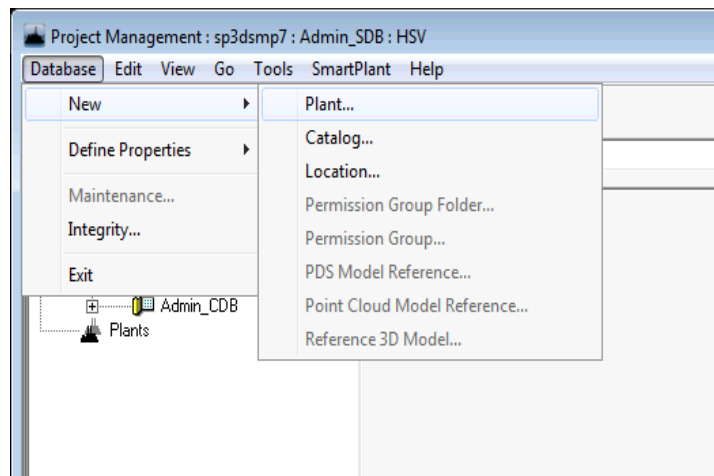 Project Management : sp3dsmp7 : Admin_SDB : HSV
Database Edit View Go Tools SmartPlant Help
New
Plant...
Catalog...
Define Properties
Location...
Maintenance...
Permission Group Folder...
Integrity...
Permission Group...
Exit
PDS Model Reference...
Admin_CDB
Point Cloud Model Reference...
Plants
Reference 3D Model...